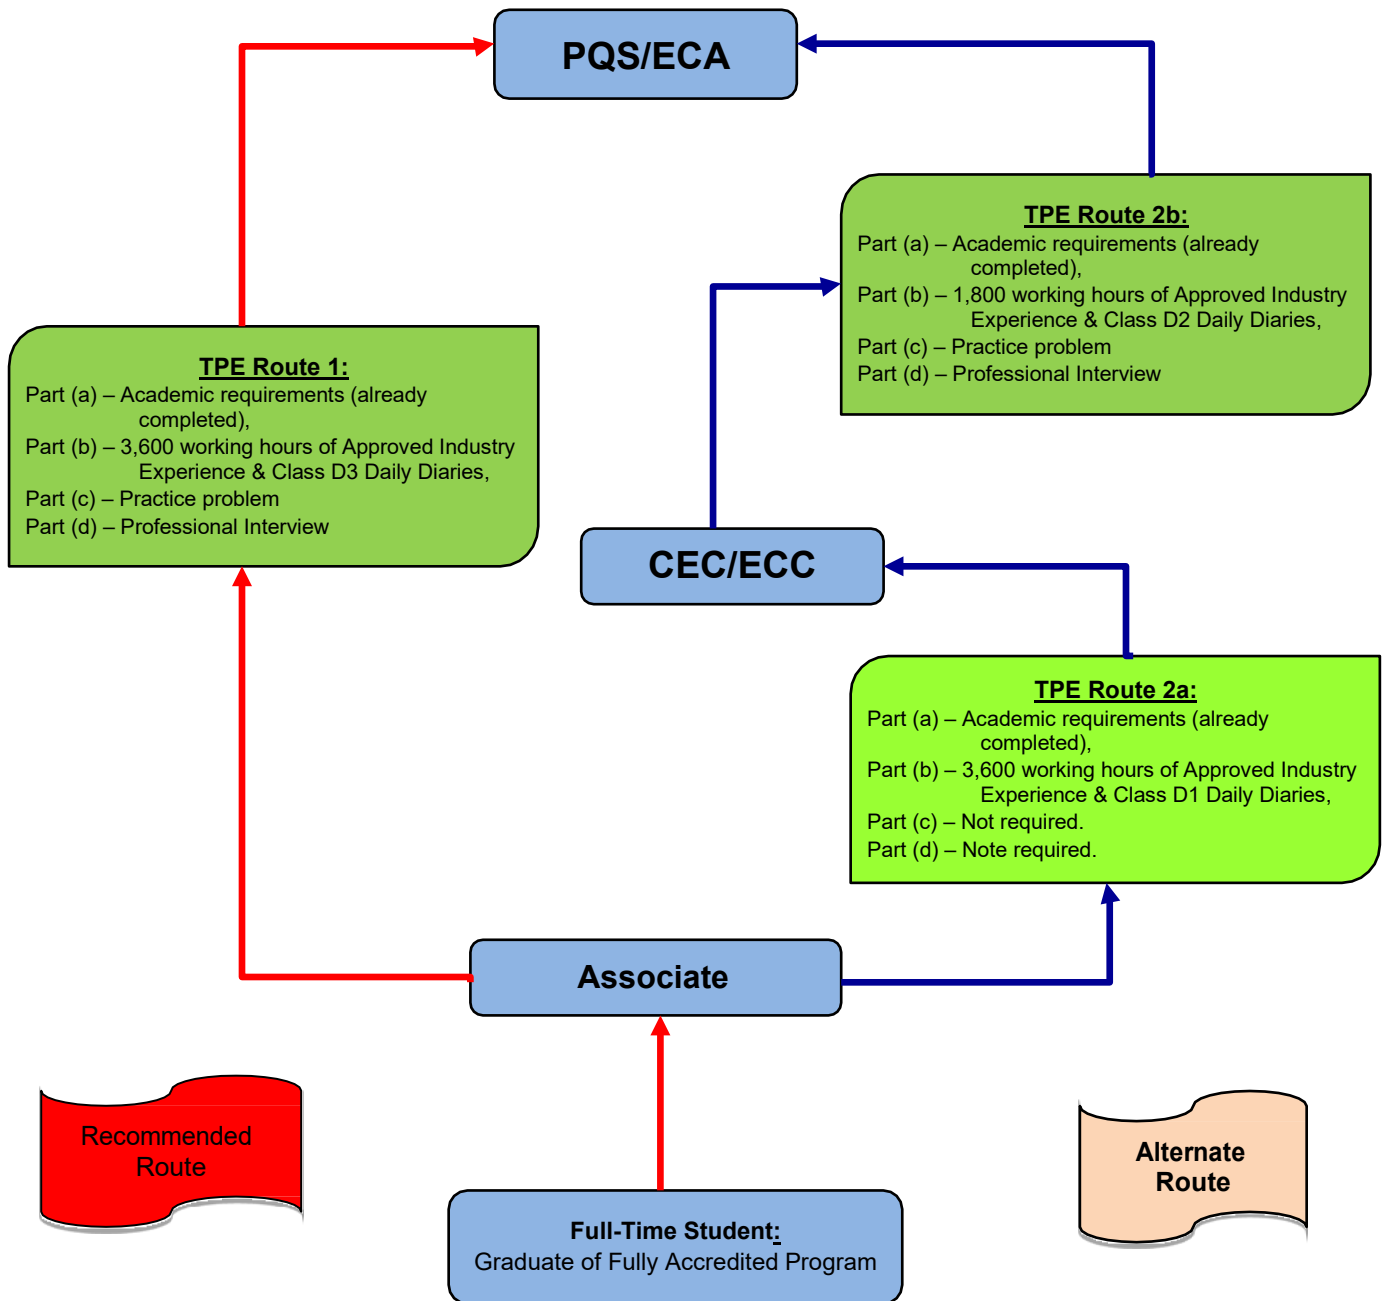 PQS/ECA
TPE Route 2b:
Part (a) – Academic requirements (already
completed),
Part (b) – 1,800 working hours of Approved Industry
Experience & Class D2 Daily Diaries,
Part (c) – Practice problem
Part (d) – Professional Interview
TPE Route 1:
Part (a) – Academic requirements (already
completed),
Part (b) – 3,600 working hours of Approved Industry
Experience & Class D3 Daily Diaries,
Part (c) – Practice problem
Part (d) – Professional Interview
CEC/ECC
TPE Route 2a:
Part (a) – Academic requirements (already
completed),
Part (b) – 3,600 working hours of Approved Industry
Experience & Class D1 Daily Diaries,
Part (c) – Not required.
Part (d) – Note required.
Associate
Recommended
Route
Alternate
Route
Full-Time Student:
Graduate of Fully Accredited Program